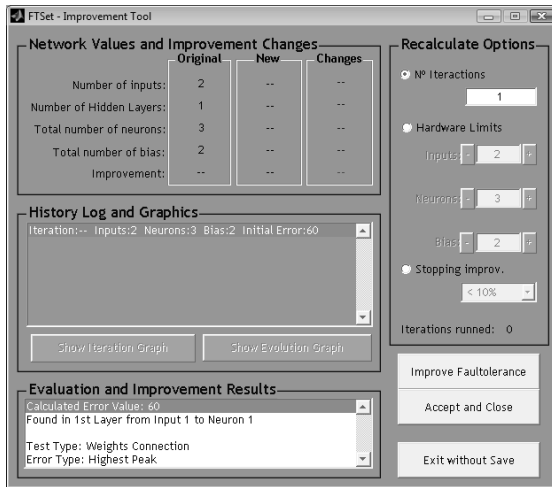 FTSet - Improvement Tool
Network Values and Improvement Changes
Original New Changes
Number of inputs: 2 -- --
Number of Hidden Layers: 1 -- --
Total number of neurons: 3 -- --
Total number of bias: 2 -- --
Improvement: -- -- --
History Log and Graphics
Iteration:-- Inputs:2 Neurons:3 Bias:2 Initial Error:60
Show Iteration Graph Show Evolution Graph
Evaluation and Improvement Results
Calculated Error Value: 60
Found in 1st Layer from Input 1 to Neuron 1
Test Type: Weights Connection
Error Type: Highest Peak
Recalculate Options
Nº Iteractions
1
Hardware Limits
Inputs: - 2 +
Neurons: - 3 +
Bias: - 2 +
Stopping improv.
< 10%
Iterations runned: 0
Improve Faultolerance
Accept and Close
Exit without Save